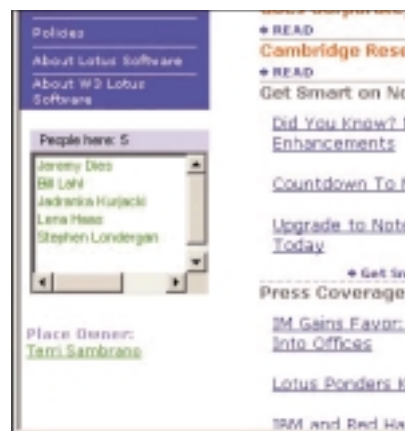 Policies
About Lotus Software
About W3 Lotus
Software
People here: 5
Jeremy Dies
Bill Lahl
Jadranka Kurjacki
Lena Haas
Stephen Londergan
Place Owner:
Terri Sambrano
READ
Cambridge Rese
READ
Get Smart on No
Did You Know?
Enhancements
Countdown To
Upgrade to Note
Today
Get Sm
Press Coverage
IM Gains Favor:
Into Offices
Lotus Ponders K
IBM and Red Ha